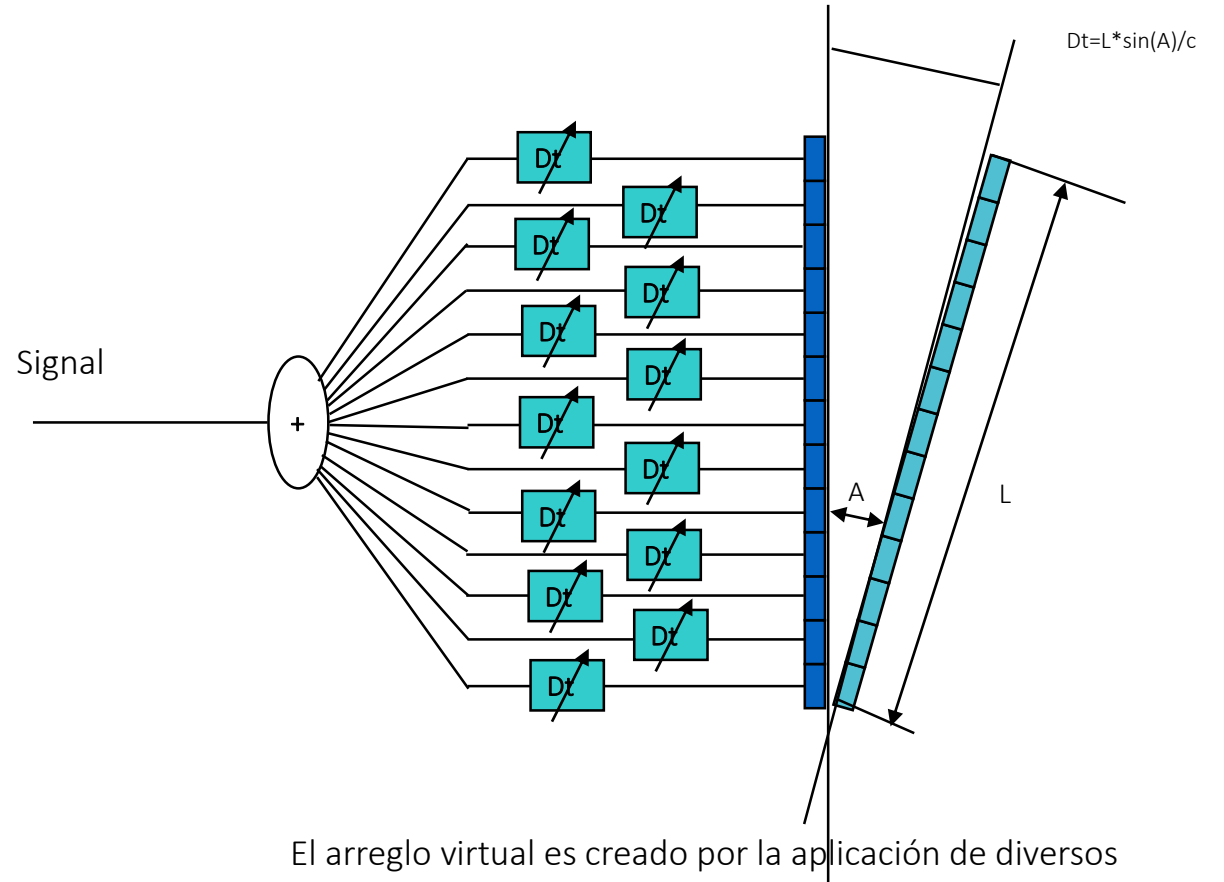 Dt=L*sin(A)/c
Dt
Dt
Dt
Dt
Dt
Signal
Dt
Dt
+
Dt
A
L
Dt
Dt
Dt
Dt
Dt
El arreglo virtual es creado por la aplicación de diversos